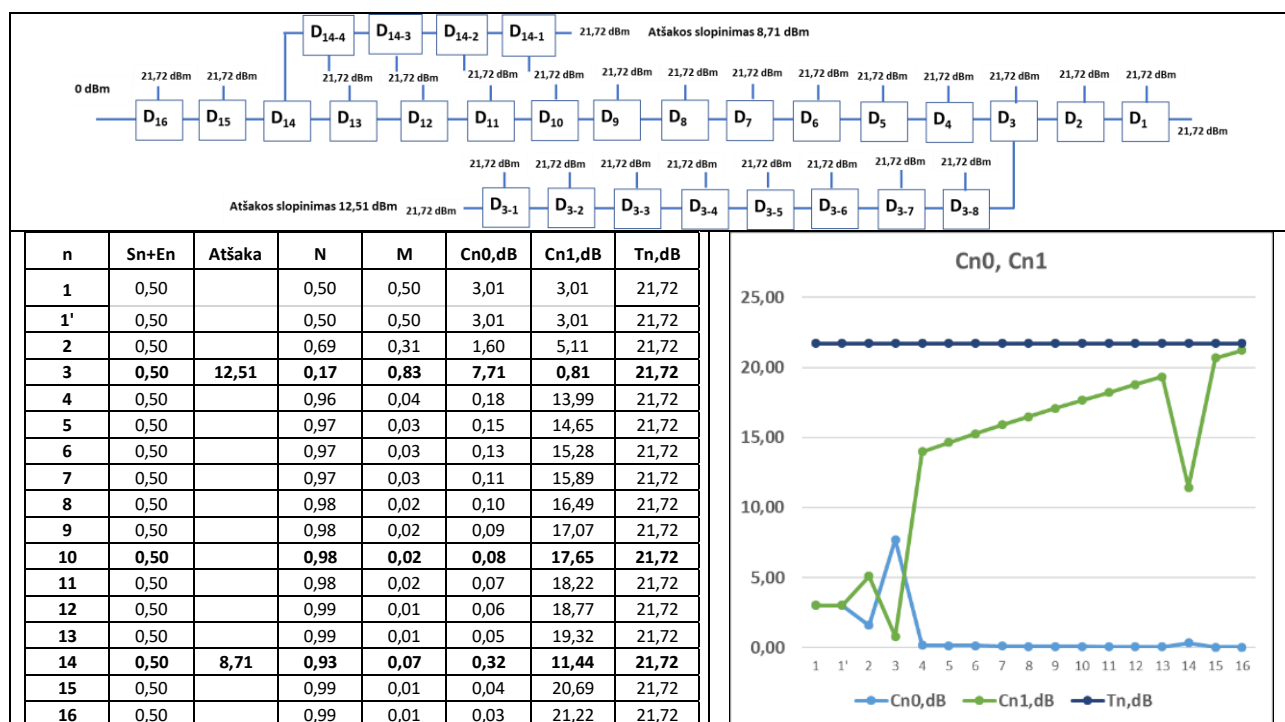 D14-4 D14-3 D14-2 D14-1 21,72 dBm Atšakos slopinimas 8,71 dBm
0 dBm 21,72 dBm 21,72 dBm 21,72 dBm 21,72 dBm 21,72 dBm 21,72 dBm 21,72 dBm 21,72 dBm 21,72 dBm 21,72 dBm 21,72 dBm 21,72 dBm 21,72 dBm 21,72 dBm 21,72 dBm
D16 D15 D14 D13 D12 D11 D10 D9 D8 D7 D6 D5 D4 D3 D2 D1
21,72 dBm
21,72 dBm 21,72 dBm 21,72 dBm 21,72 dBm 21,72 dBm 21,72 dBm 21,72 dBm 21,72 dBm
Atšakos slopinimas 12,51 dBm 21,72 dBm D3-1 D3-2 D3-3 D3-4 D3-5 D3-6 D3-7 D3-8
n Sn+En Atšaka N M Cn0,dB Cn1,dB Tn,dB
1 0,50 0,50 0,50 3,01 3,01 21,72
1' 0,50 0,50 0,50 3,01 3,01 21,72
2 0,50 0,69 0,31 1,60 5,11 21,72
3 0,50 12,51 0,17 0,83 7,71 0,81 21,72
4 0,50 0,96 0,04 0,18 13,99 21,72
5 0,50 0,97 0,03 0,15 14,65 21,72
6 0,50 0,97 0,03 0,13 15,28 21,72
7 0,50 0,97 0,03 0,11 15,89 21,72
8 0,50 0,98 0,02 0,10 16,49 21,72
9 0,50 0,98 0,02 0,09 17,07 21,72
10 0,50 0,98 0,02 0,08 17,65 21,72
11 0,50 0,98 0,02 0,07 18,22 21,72
12 0,50 0,99 0,01 0,06 18,77 21,72
13 0,50 0,99 0,01 0,05 19,32 21,72
14 0,50 8,71 0,93 0,07 0,32 11,44 21,72
15 0,50 0,99 0,01 0,04 20,69 21,72
16 0,50 0,99 0,01 0,03 21,22 21,72
Cn0, Cn1
25,00
20,00
15,00
10,00
5,00
0,00
1 1' 2 3 4 5 6 7 8 9 10 11 12 13 14 15 16
Cn0,dB Cn1,dB Tn,dB